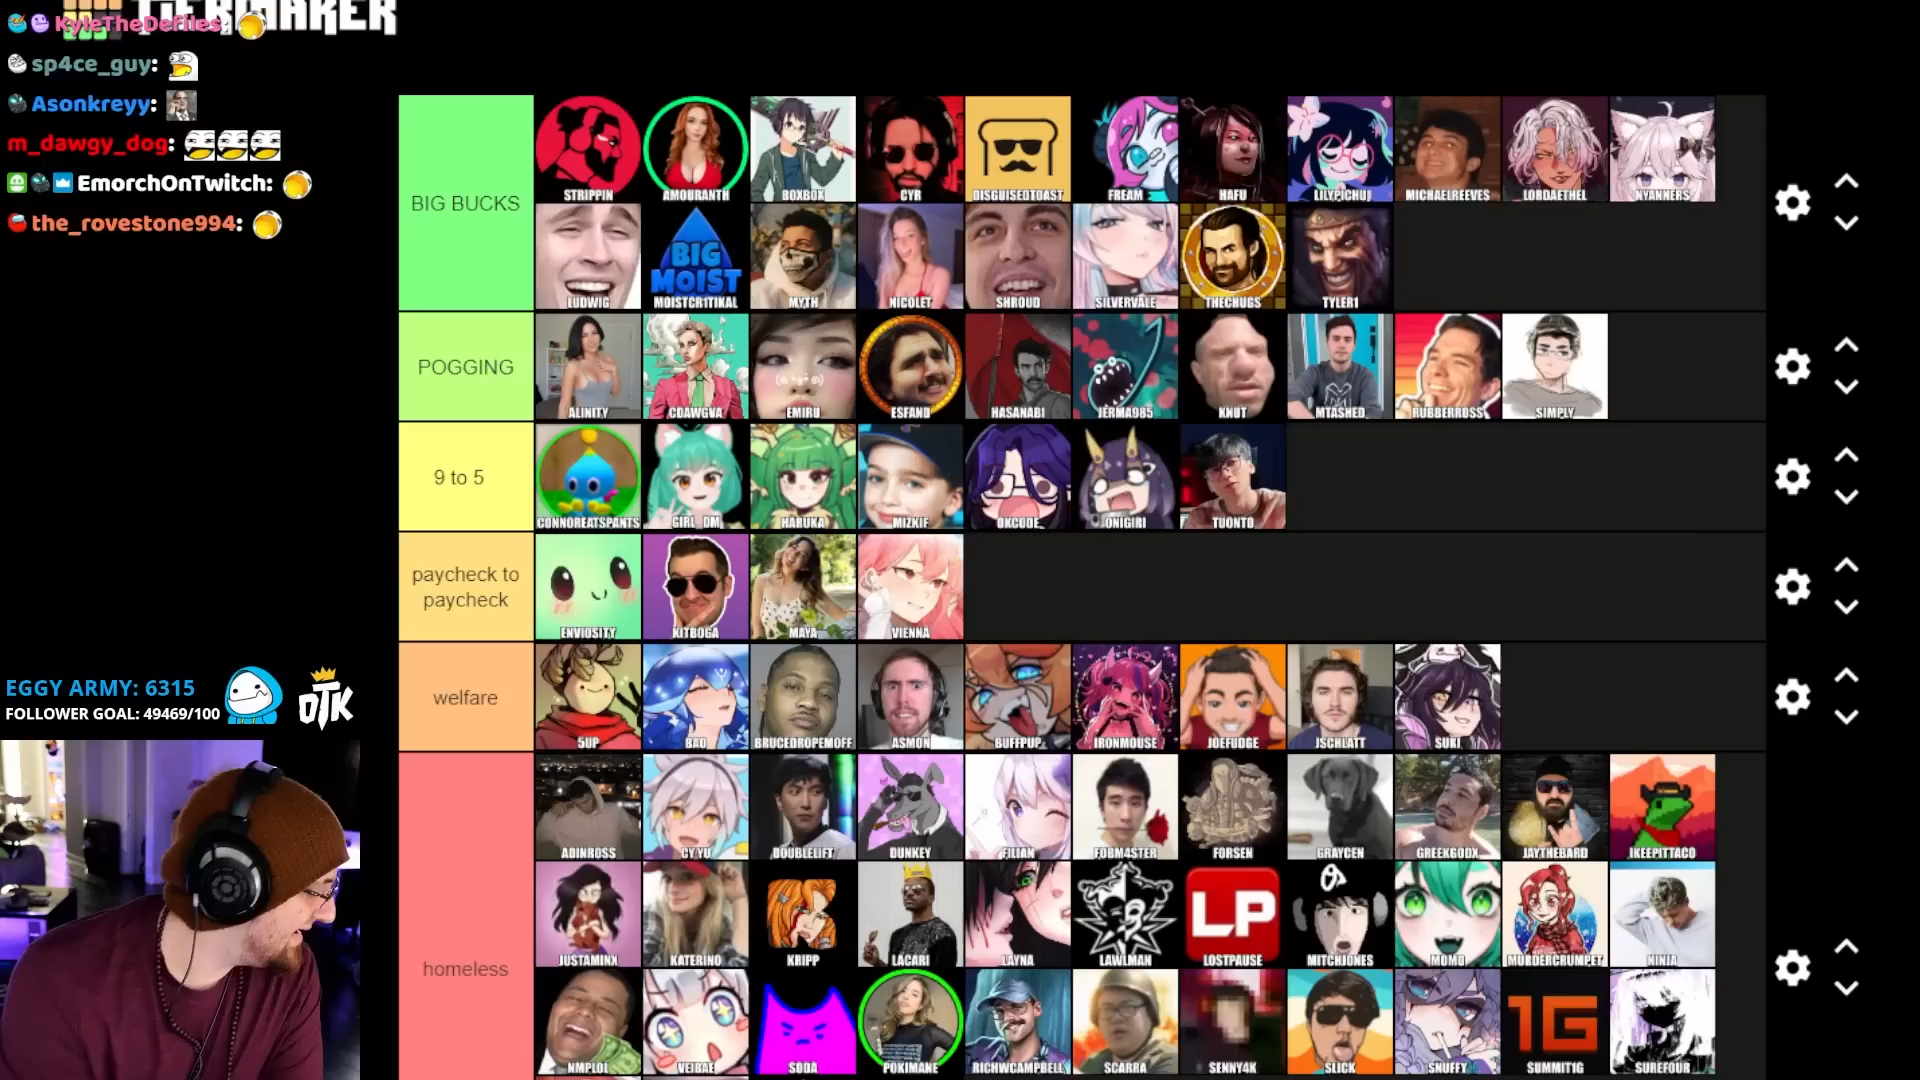 TIERMAKER
KyleTheDefiles:
sp4ce_guy:
Asonkreyy:
m_dawgy_dog:
EmorchOnTwitch:
the_rovestone994:
BIG BUCKS
STRIPPIN AMOURANTH BOXBOX CYR DISGUISEDTOAST FREAM HAFU LILYPICHU MICHAELREEVES LORDAETHEL NYANNERS
BIG
MOIST
LUDWIG MOISTCR1TIKAL MYTH NICOLET SHROUD SILVERVALE THECHUGS TYLER1
POGGING
ALINITY CDAWGVA EMIRU ESFAND HASANABI JERMA985 KNUT MTASHED RUBBERROSS SIMPLY
9 to 5
CONNOREATSPANTS GIRL_DM HARUKA MIZKIF OKCODE ONIGIRI TUONTO
paycheck to
paycheck
ENVIOSITY KITBOGA MAYA VIENNA
welfare
5UP BAO BRUCEDROPEMOFF ASMON BUFFPUP IRONMOUSE JOEFUDGE JSCHLATT SUKI
EGGY ARMY: 6315
FOLLOWER GOAL: 49469/100
OTK
homeless
ADINROSS CY YU DOUBLELIFT DUNKEY FILIAN FOBM4STER FORSEN GRAYCEN GREEKGODX JAYTHEBARD IKEEPITTACO
LP
JUSTAMINX KATERINO KRIPP LACARI LAYNA LAWLMAN LOSTPAUSE MITCHJONES MOMO MURDERCRUMPET NINJA
1G
NMPLOL VEIBAE SODA POKIMANE RICHWCAMPBELL SCARRA SENNY4K SLICK SNUFFY SUMMIT1G SUREFOUR